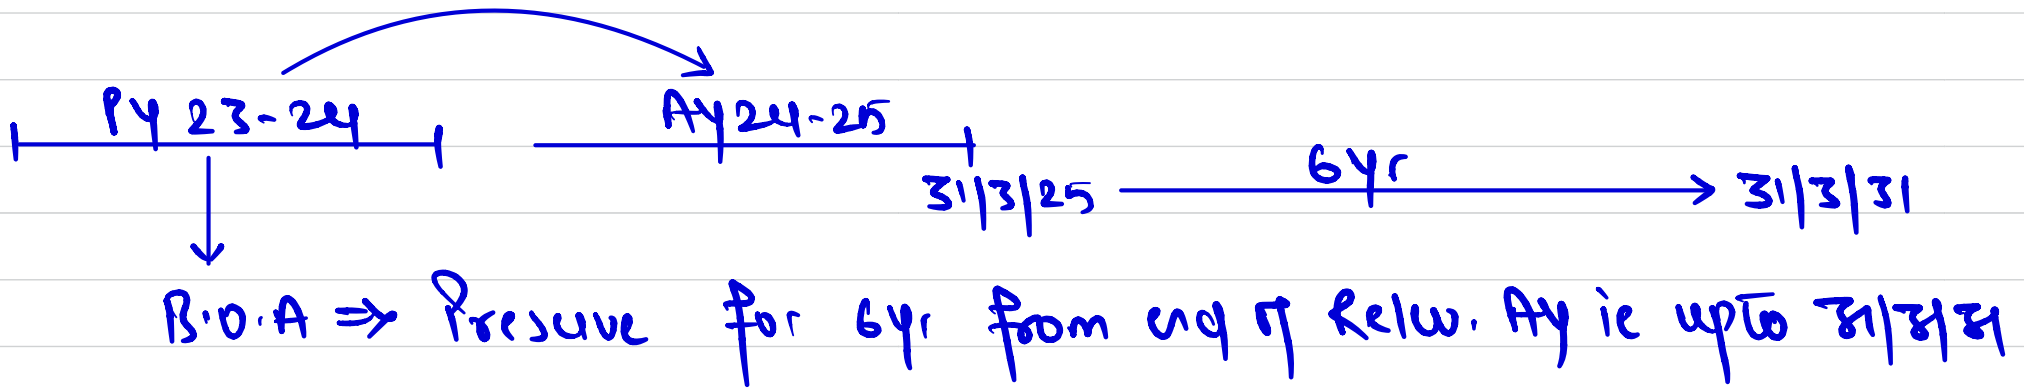 Py 23-24 Ay 24-25
31/3/25 6yr 31/3/31
B.O.A ⇒ Preserve for 6yr from end of Relev. Ay ie upto 31/3/31